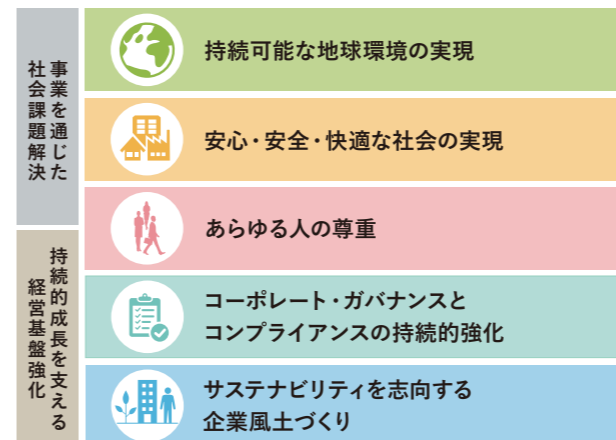 事業を通じた
社会課題解決
持続可能な地球環境の実現
安心・安全・快適な社会の実現
あらゆる人の尊重
持続的成長を支える
経営基盤強化
コーポレート・ガバナンスと
コンプライアンスの持続的強化
サステナビリティを志向する
企業風土づくり